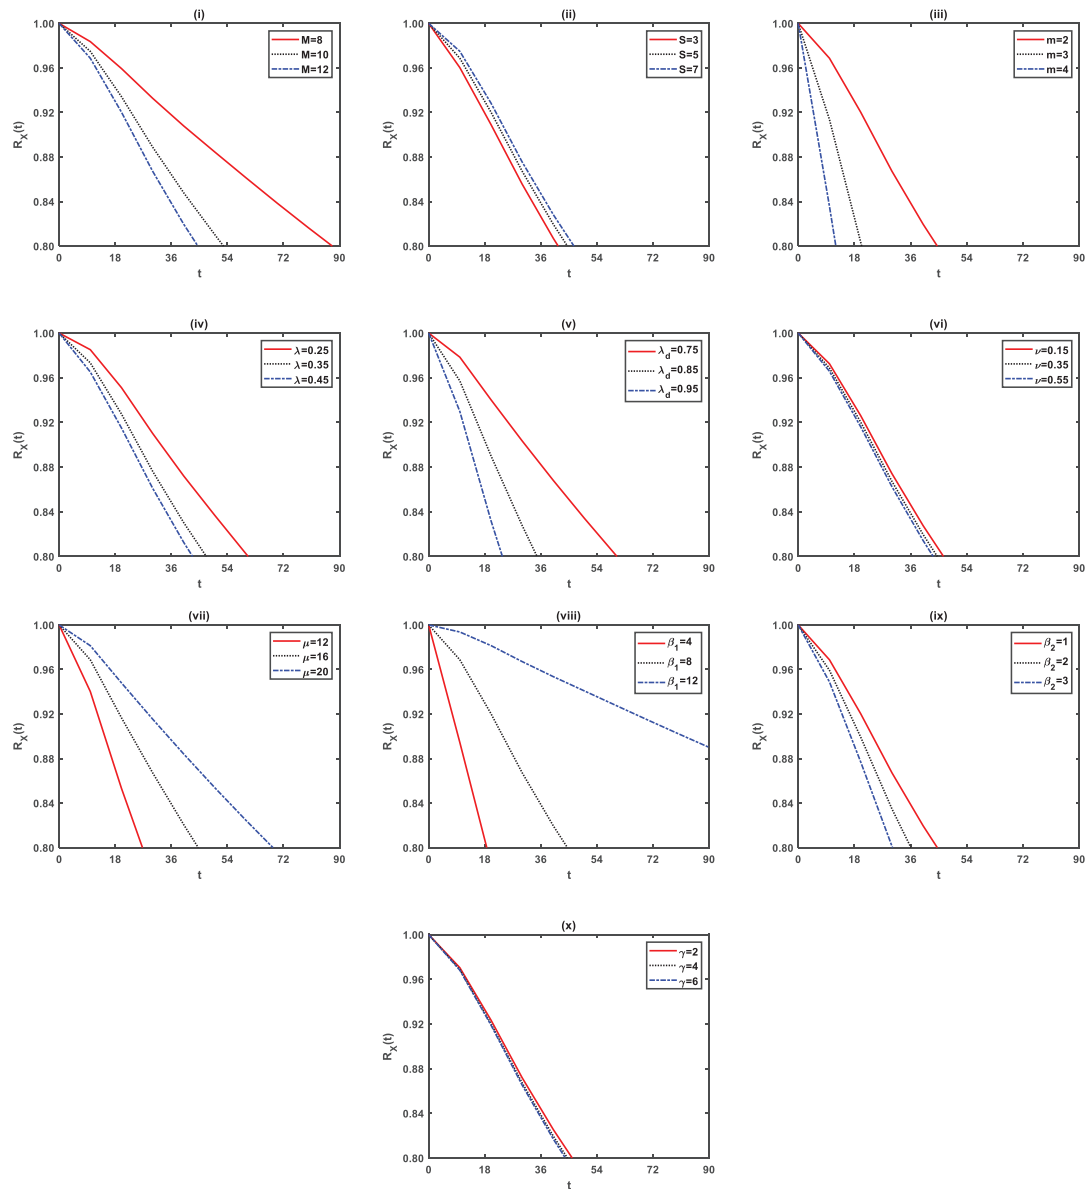 (i)
1.00
0.96
0.92
0.88
0.84
0.80
R_X(t)
M=8
M=10
M=12
0 18 36 54 72 90
t
(ii)
1.00
0.96
0.92
0.88
0.84
0.80
R_X(t)
S=3
S=5
S=7
0 18 36 54 72 90
t
(iii)
1.00
0.96
0.92
0.88
0.84
0.80
R_X(t)
m=2
m=3
m=4
0 18 36 54 72 90
t
(iv)
1.00
0.96
0.92
0.88
0.84
0.80
R_X(t)
λ=0.25
λ=0.35
λ=0.45
0 18 36 54 72 90
t
(v)
1.00
0.96
0.92
0.88
0.84
0.80
R_X(t)
λ_d=0.75
λ_d=0.85
λ_d=0.95
0 18 36 54 72 90
t
(vi)
1.00
0.96
0.92
0.88
0.84
0.80
R_X(t)
ν=0.15
ν=0.35
ν=0.55
0 18 36 54 72 90
t
(vii)
1.00
0.96
0.92
0.88
0.84
0.80
R_X(t)
μ=12
μ=16
μ=20
0 18 36 54 72 90
t
(viii)
1.00
0.96
0.92
0.88
0.84
0.80
R_X(t)
β_1=4
β_1=8
β_1=12
0 18 36 54 72 90
t
(ix)
1.00
0.96
0.92
0.88
0.84
0.80
R_X(t)
β_2=1
β_2=2
β_2=3
0 18 36 54 72 90
t
(x)
1.00
0.96
0.92
0.88
0.84
0.80
R_X(t)
γ=2
γ=4
γ=6
0 18 36 54 72 90
t